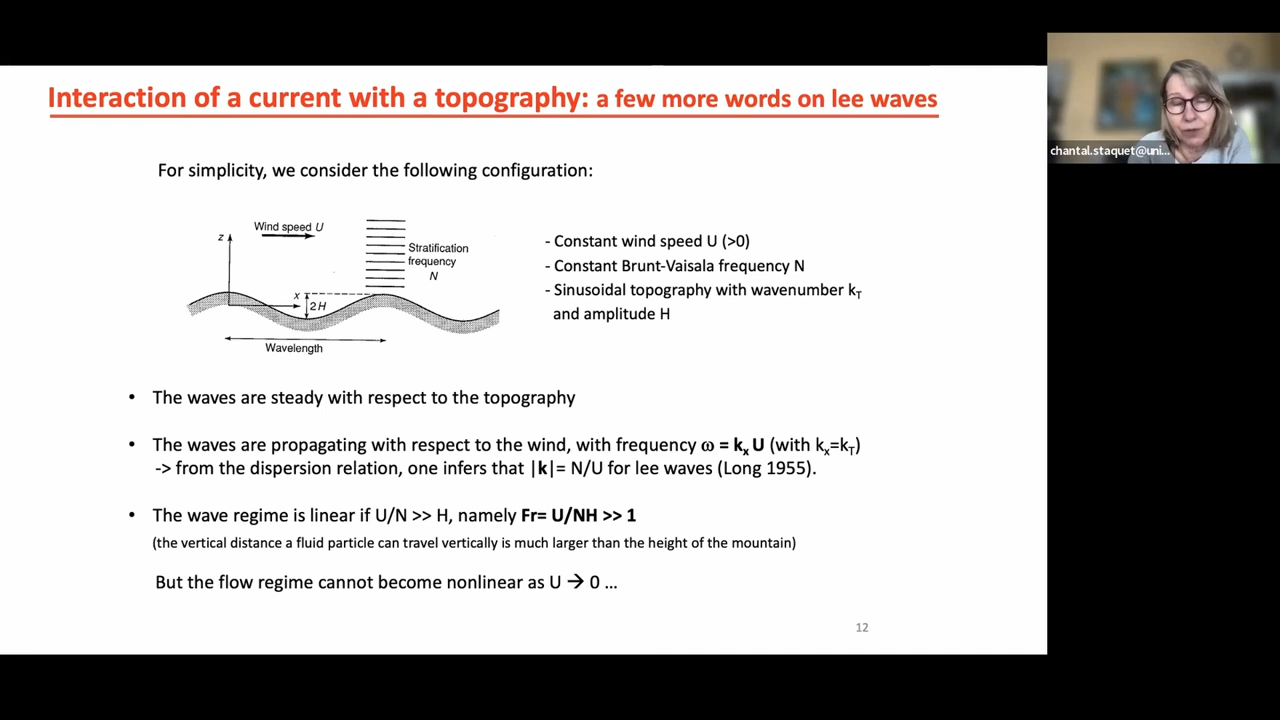 Interaction of a current with a topography: a few more words on lee waves
chantal.staquet@uni...
For simplicity, we consider the following configuration:
Wind speed U
z
Stratification
frequency
N
x
2H
Wavelength
- Constant wind speed U (>0)
- Constant Brunt-Vaisala frequency N
- Sinusoidal topography with wavenumber kT
and amplitude H
• The waves are steady with respect to the topography
• The waves are propagating with respect to the wind, with frequency ω = kx U (with kx=kT)
-> from the dispersion relation, one infers that |k|= N/U for lee waves (Long 1955).
• The wave regime is linear if U/N >> H, namely Fr= U/NH >> 1
(the vertical distance a fluid particle can travel vertically is much larger than the height of the mountain)
But the flow regime cannot become nonlinear as U → 0 ...
12